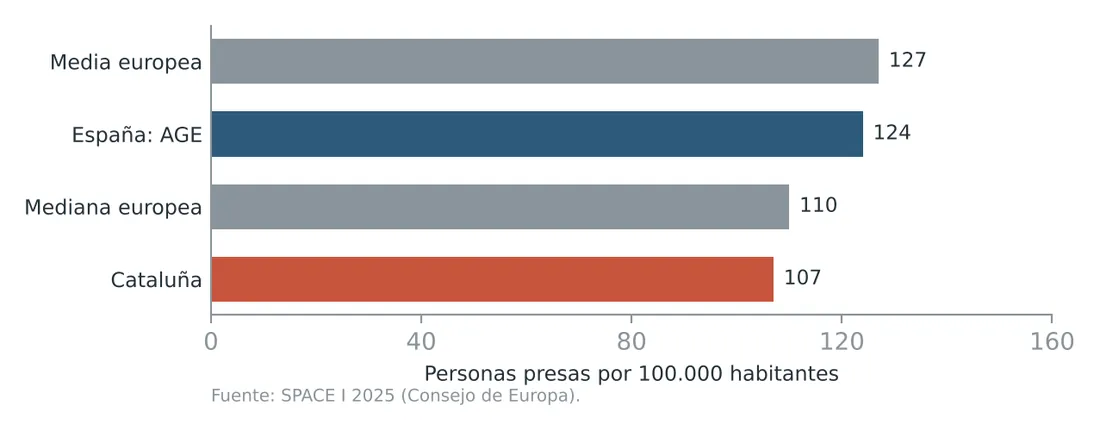 Media europea 127
España: AGE 124
Mediana europea 110
Cataluña 107
0 40 80 120 160
Personas presas por 100.000 habitantes
Fuente: SPACE I 2025 (Consejo de Europa).